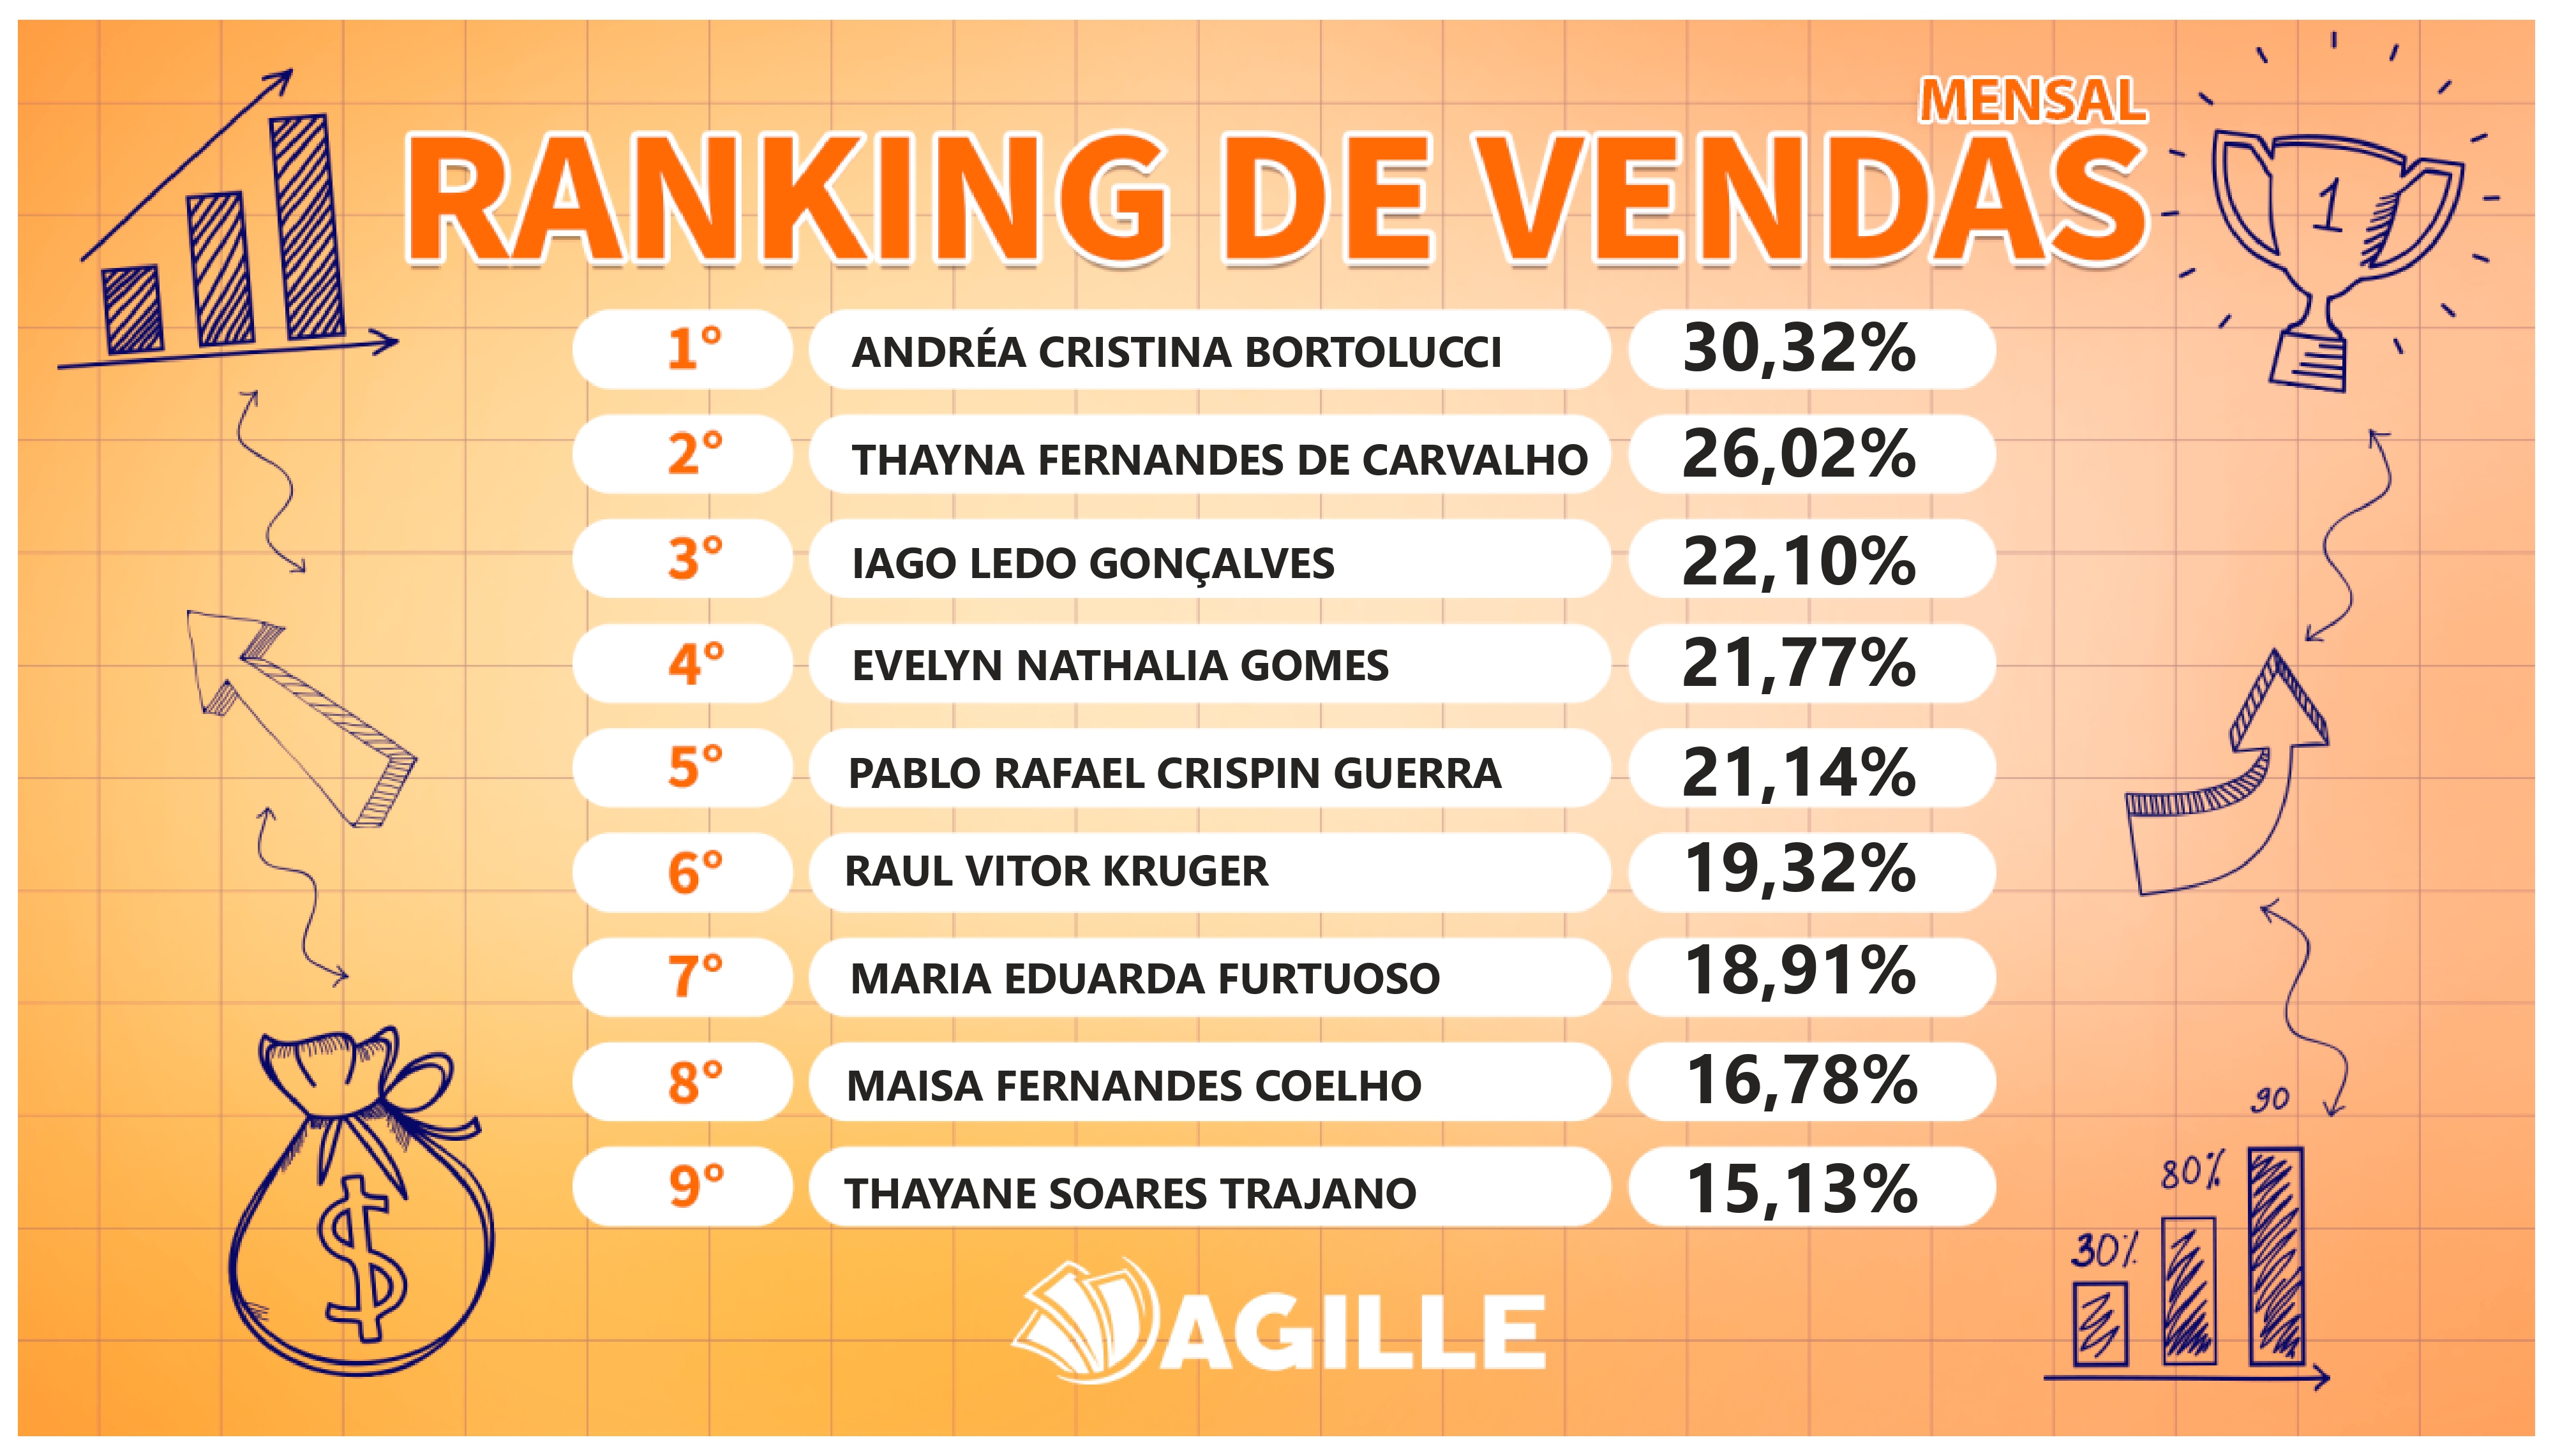 MENSAL
RANKING DE VENDAS
1
1° ANDRÉA CRISTINA BORTOLUCCI 30,32%
2° THAYNA FERNANDES DE CARVALHO 26,02%
3° IAGO LEDO GONÇALVES 22,10%
4° EVELYN NATHALIA GOMES 21,77%
5° PABLO RAFAEL CRISPIN GUERRA 21,14%
6° RAUL VITOR KRUGER 19,32%
7° MARIA EDUARDA FURTUOSO 18,91%
8° MAISA FERNANDES COELHO 16,78%
9° THAYANE SOARES TRAJANO 15,13%
$
90
80%
30%
AGILLE